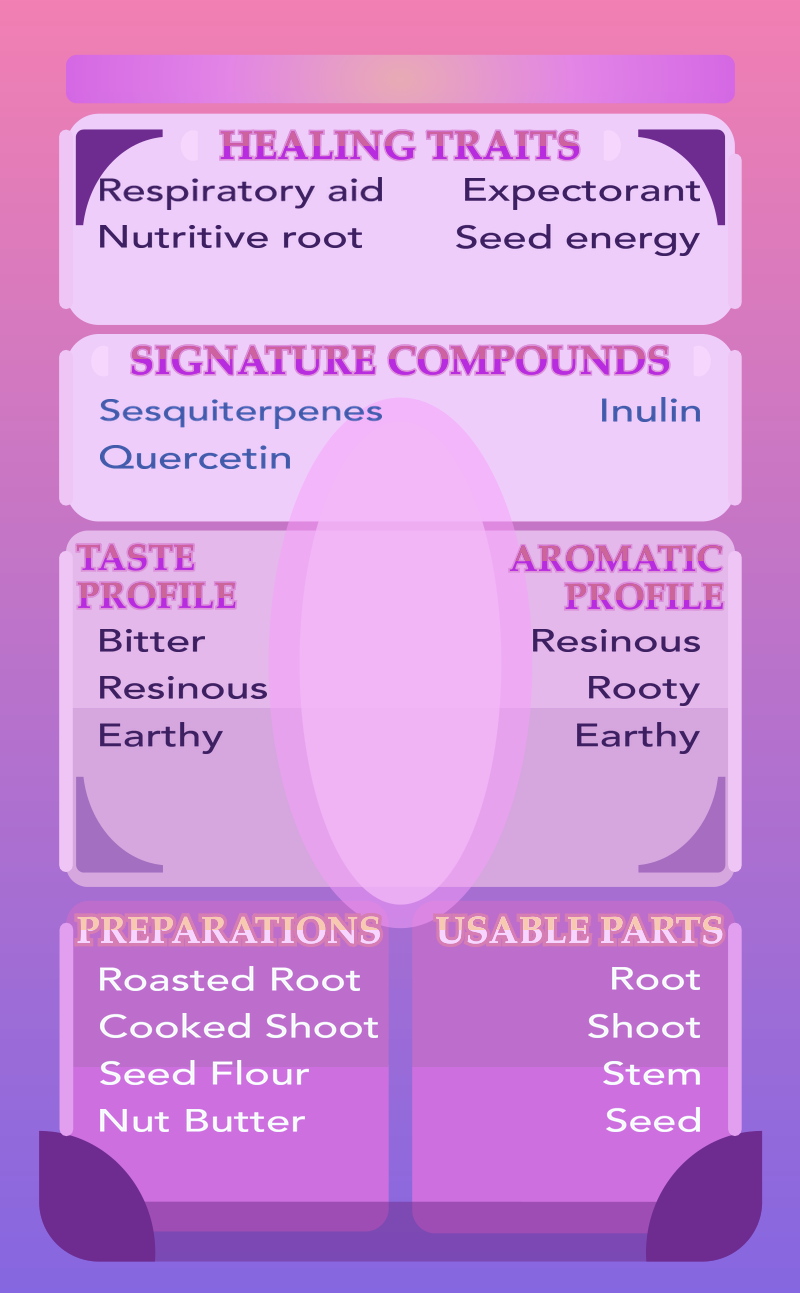 HEALING TRAITS
Respiratory aid
Expectorant
Nutritive root
Seed energy
SIGNATURE COMPOUNDS
Sesquiterpenes
Inulin
Quercetin
TASTE
PROFILE
Bitter
Resinous
Earthy
AROMATIC
PROFILE
Resinous
Rooty
Earthy
PREPARATIONS
Roasted Root
Cooked Shoot
Seed Flour
Nut Butter
USABLE PARTS
Root
Shoot
Stem
Seed